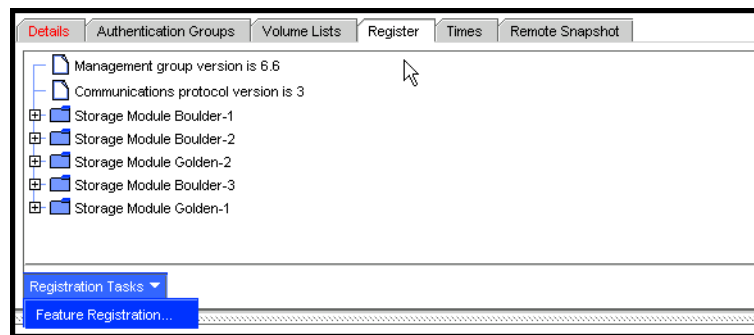 Details Authentication Groups Volume Lists Register Times Remote Snapshot
Management group version is 6.6
Communications protocol version is 3
Storage Module Boulder-1
Storage Module Boulder-2
Storage Module Golden-2
Storage Module Boulder-3
Storage Module Golden-1
Registration Tasks
Feature Registration...